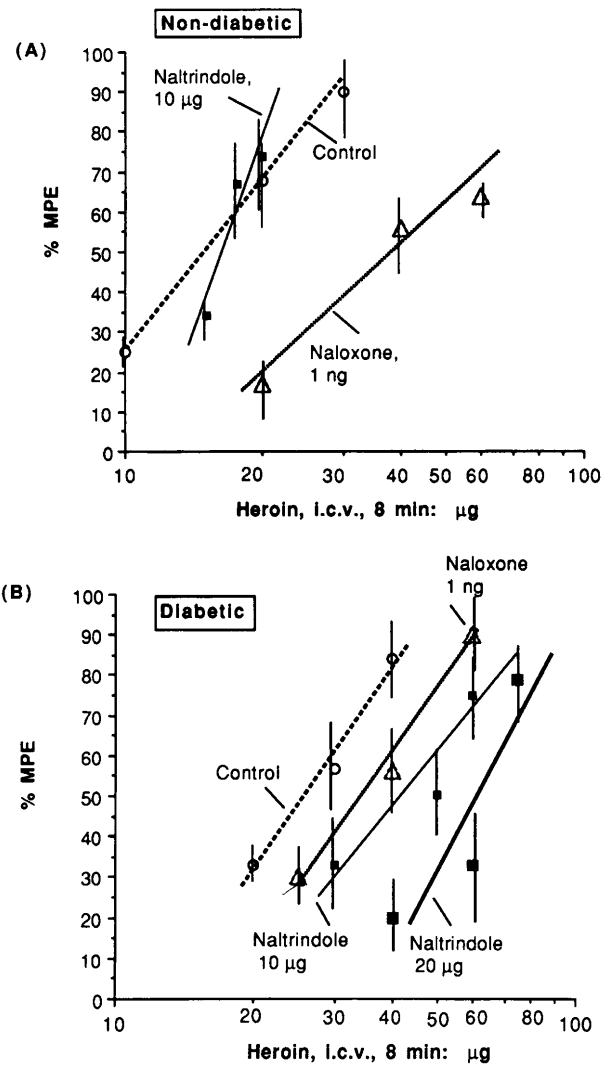 Non-diabetic
(A)
100
90
80
70
60
50
40
30
20
10
0
% MPE
Naltrindole,
10 µg
Control
Naloxone,
1 ng
10
20
30
40
50
60
80
100
Heroin, i.c.v., 8 min: µg
(B)
Diabetic
100
90
80
70
60
50
40
30
20
10
0
% MPE
Naloxone
1 ng
Control
Naltrindole
10 µg
Naltrindole
20 µg
10
20
30
40
50
60
80
100
Heroin, i.c.v., 8 min: µg